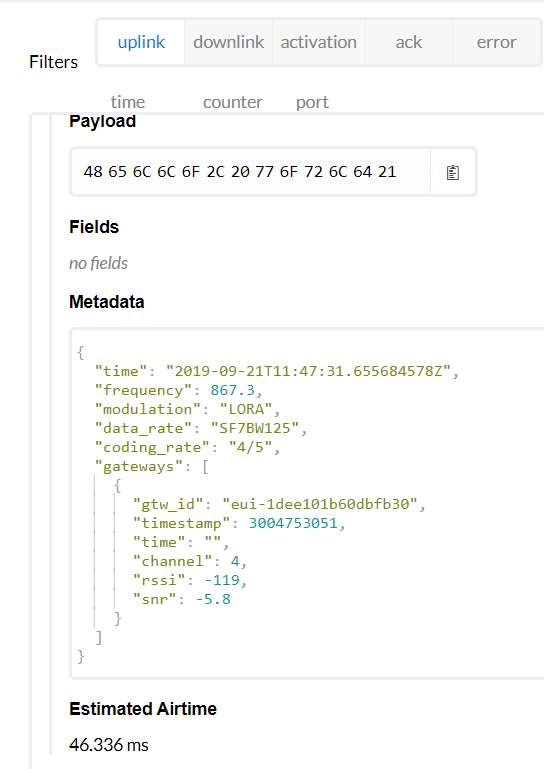 Filters uplink downlink activation ack error
time counter port
Payload
48 65 6C 6C 6F 2C 20 77 6F 72 6C 64 21
Fields
no fields
Metadata
{
"time": "2019-09-21T11:47:31.655684578Z",
"frequency": 867.3,
"modulation": "LORA",
"data_rate": "SF7BW125",
"coding_rate": "4/5",
"gateways": [
{
"gtw_id": "eui-1dee101b60dbfb30",
"timestamp": 3004753051,
"time": "",
"channel": 4,
"rssi": -119,
"snr": -5.8
}
]
}
Estimated Airtime
46.336 ms